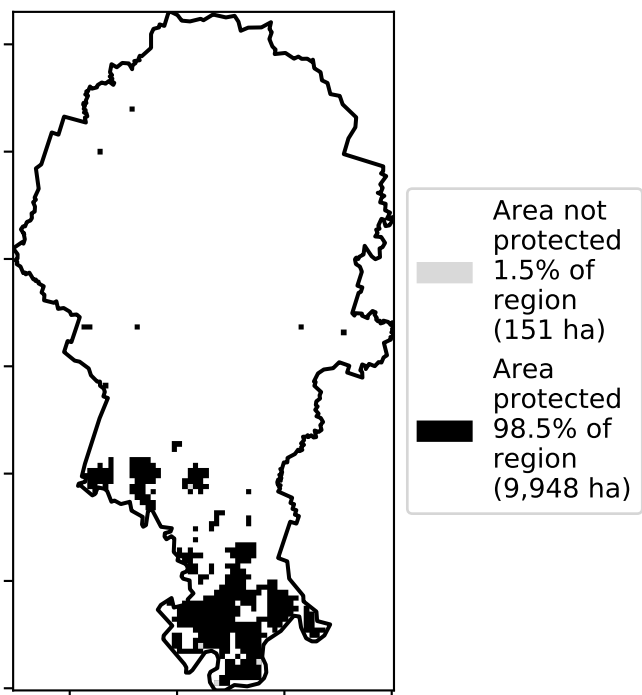 Area not
protected
1.5% of
region
(151 ha)
Area
protected
98.5% of
region
(9,948 ha)